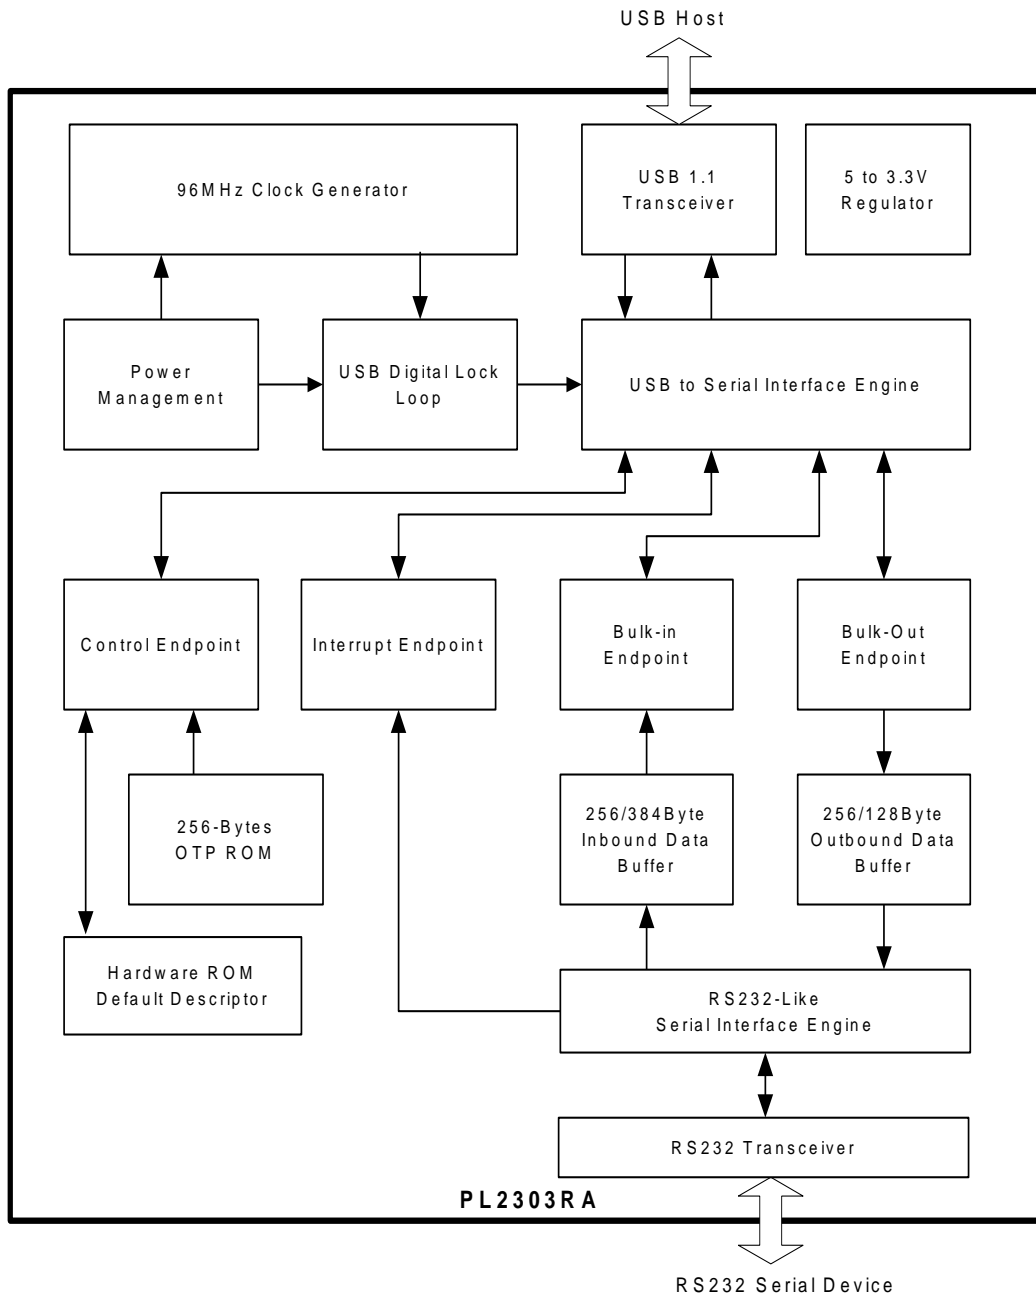 USB Host
96MHz Clock Generator
USB 1.1
Transceiver
5 to 3.3V
Regulator
Power
Management
USB Digital Lock
Loop
USB to Serial Interface Engine
Control Endpoint
Interrupt Endpoint
Bulk-in
Endpoint
Bulk-Out
Endpoint
256-Bytes
OTP ROM
256/384Byte
Inbound Data
Buffer
256/128Byte
Outbound Data
Buffer
Hardware ROM
Default Descriptor
RS232-Like
Serial Interface Engine
RS232 Transceiver
PL2303RA
RS232 Serial Device